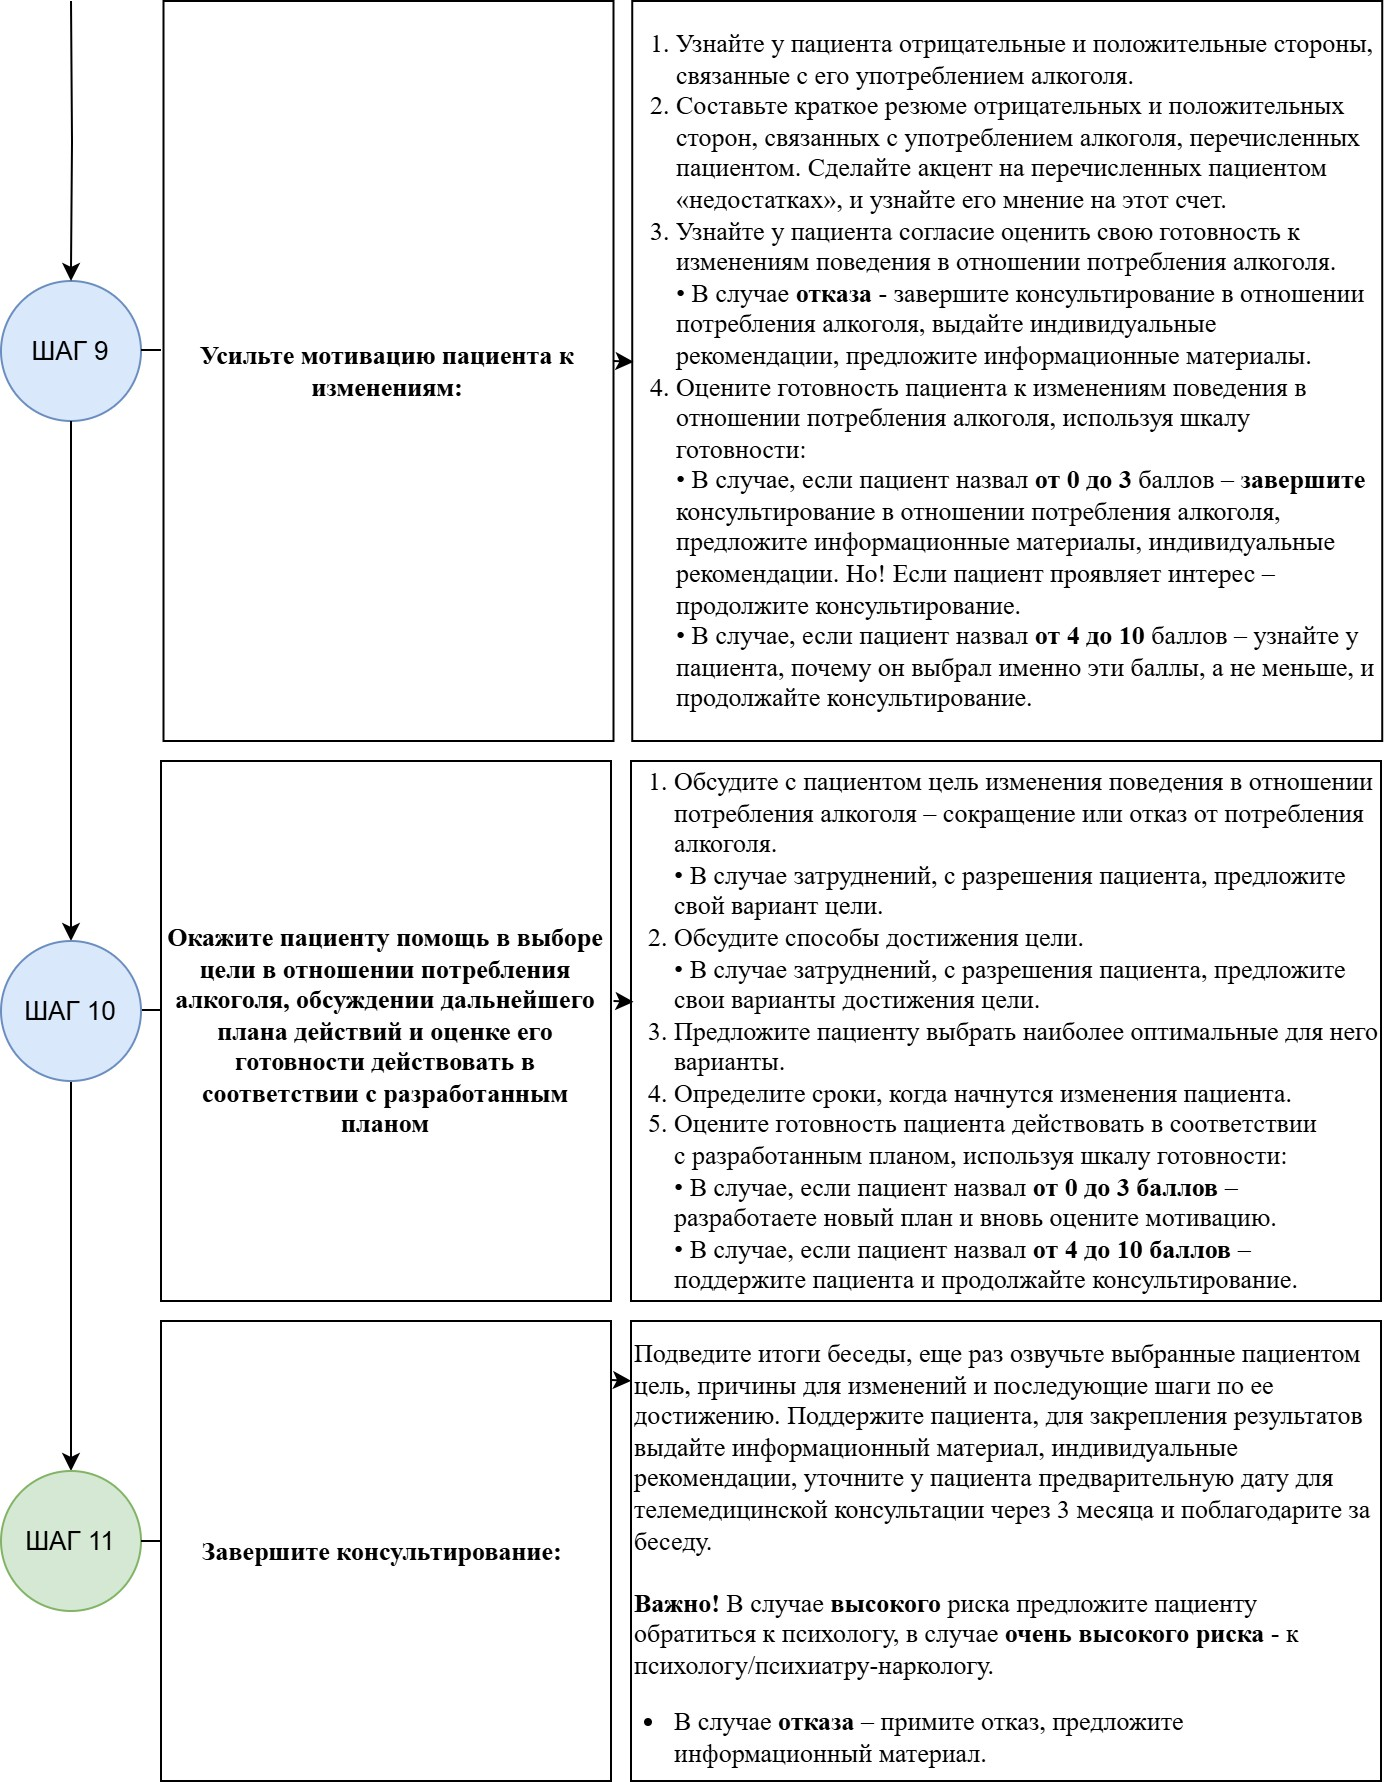 ШАГ 9
Усильте мотивацию пациента к
изменениям:
1. Узнайте у пациента отрицательные и положительные стороны,
связанные с его употреблением алкоголя.
2. Составьте краткое резюме отрицательных и положительных
сторон, связанных с употреблением алкоголя, перечисленных
пациентом. Сделайте акцент на перечисленных пациентом
«недостатках», и узнайте его мнение на этот счет.
3. Узнайте у пациента согласие оценить свою готовность к
изменениям поведения в отношении потребления алкоголя.
• В случае отказа - завершите консультирование в отношении
потребления алкоголя, выдайте индивидуальные
рекомендации, предложите информационные материалы.
4. Оцените готовность пациента к изменениям поведения в
отношении потребления алкоголя, используя шкалу
готовности:
• В случае, если пациент назвал от 0 до 3 баллов – завершите
консультирование в отношении потребления алкоголя,
предложите информационные материалы, индивидуальные
рекомендации. Но! Если пациент проявляет интерес –
продолжите консультирование.
• В случае, если пациент назвал от 4 до 10 баллов – узнайте у
пациента, почему он выбрал именно эти баллы, а не меньше, и
продолжайте консультирование.
ШАГ 10
Окажите пациенту помощь в выборе
цели в отношении потребления
алкоголя, обсуждении дальнейшего
плана действий и оценке его
готовности действовать в
соответствии с разработанным
планом
1. Обсудите с пациентом цель изменения поведения в отношении
потребления алкоголя – сокращение или отказ от потребления
алкоголя.
• В случае затруднений, с разрешения пациента, предложите
свой вариант цели.
2. Обсудите способы достижения цели.
• В случае затруднений, с разрешения пациента, предложите
свои варианты достижения цели.
3. Предложите пациенту выбрать наиболее оптимальные для него
варианты.
4. Определите сроки, когда начнутся изменения пациента.
5. Оцените готовность пациента действовать в соответствии
с разработанным планом, используя шкалу готовности:
• В случае, если пациент назвал от 0 до 3 баллов –
разработаете новый план и вновь оцените мотивацию.
• В случае, если пациент назвал от 4 до 10 баллов –
поддержите пациента и продолжайте консультирование.
ШАГ 11
Завершите консультирование:
Подведите итоги беседы, еще раз озвучьте выбранные пациентом
цель, причины для изменений и последующие шаги по ее
достижению. Поддержите пациента, для закрепления результатов
выдайте информационный материал, индивидуальные
рекомендации, уточните у пациента предварительную дату для
телемедицинской консультации через 3 месяца и поблагодарите за
беседу.
Важно! В случае высокого риска предложите пациенту
обратиться к психологу, в случае очень высокого риска - к
психологу/психиатру-наркологу.
• В случае отказа – примите отказ, предложите
информационный материал.